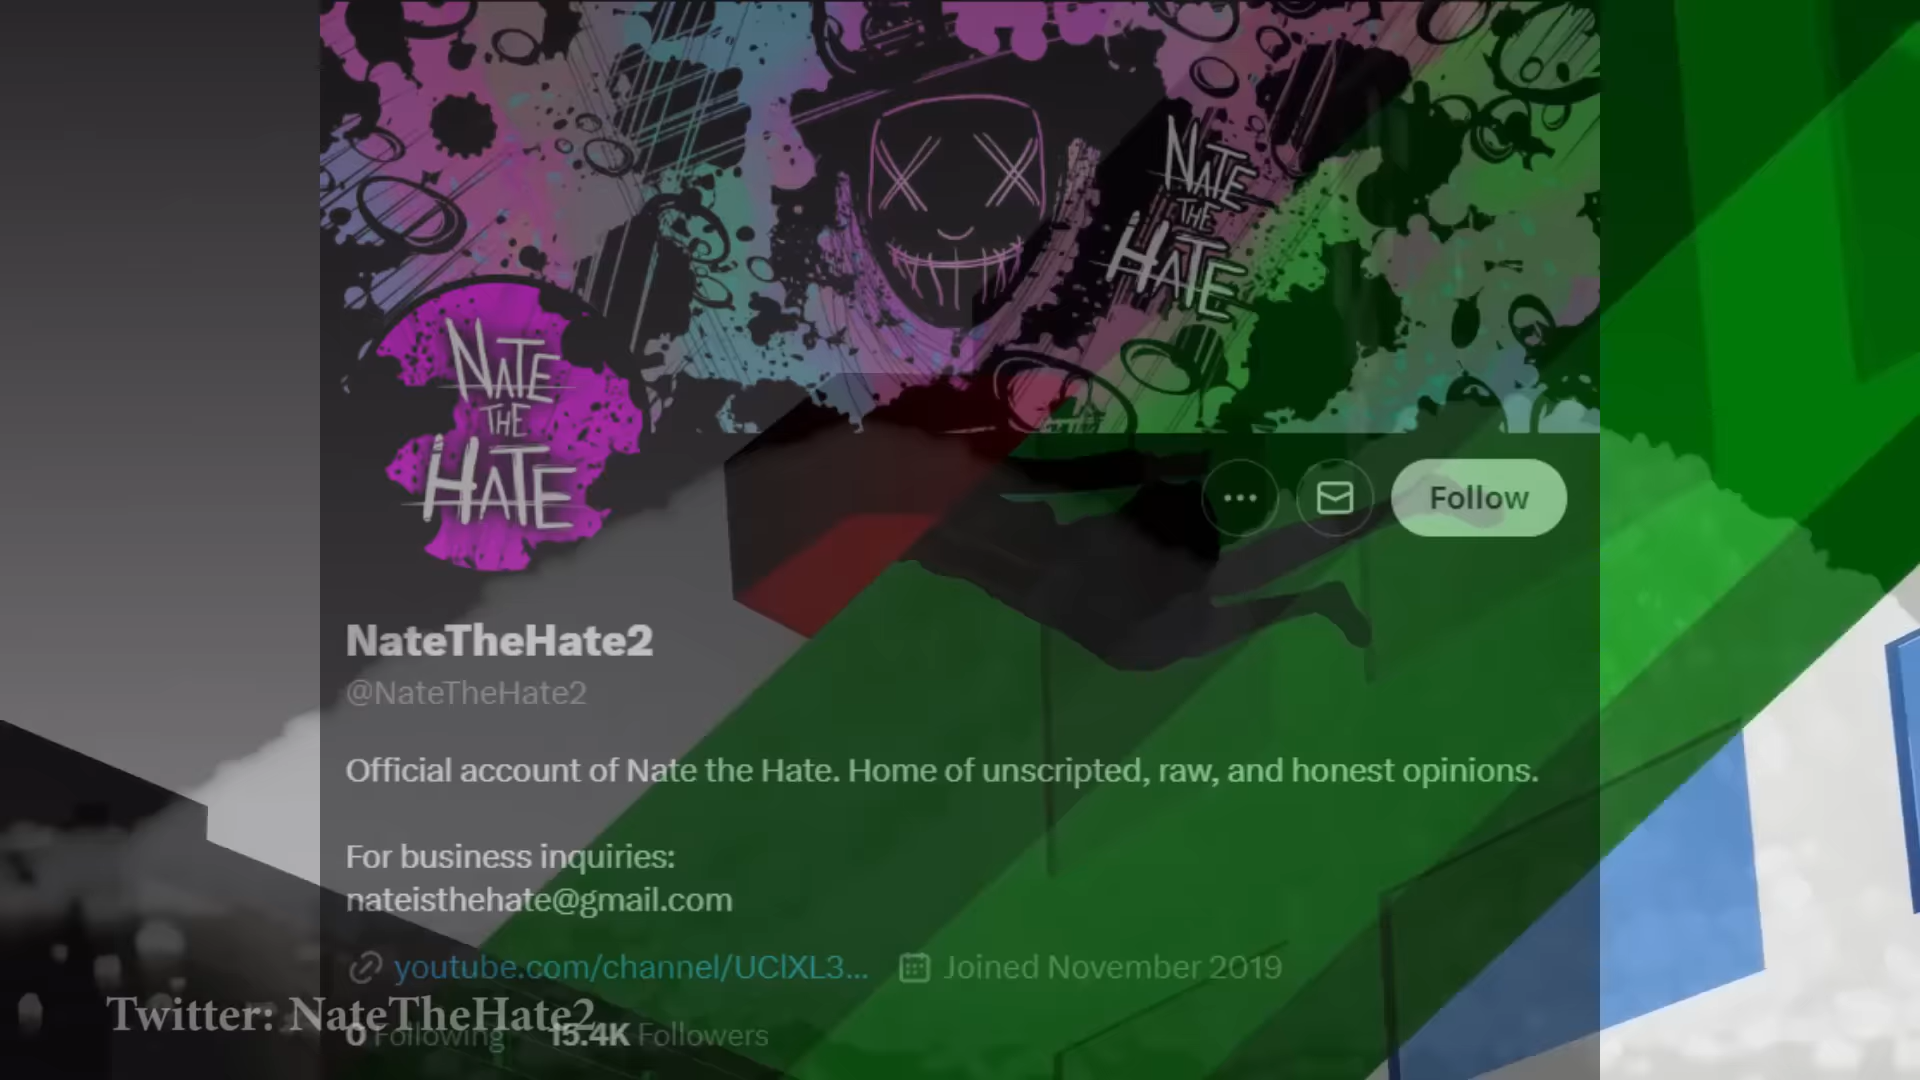 NATE
THE
HATE
NATE
THE
HATE
Follow
NateTheHate2
@NateTheHate2
Official account of Nate the Hate. Home of unscripted, raw, and honest opinions.
For business inquiries:
nateisthehate@gmail.com
youtube.com/channel/UClXL3... Joined November 2019
Twitter: NateTheHate2
0 Following 15.4K Followers